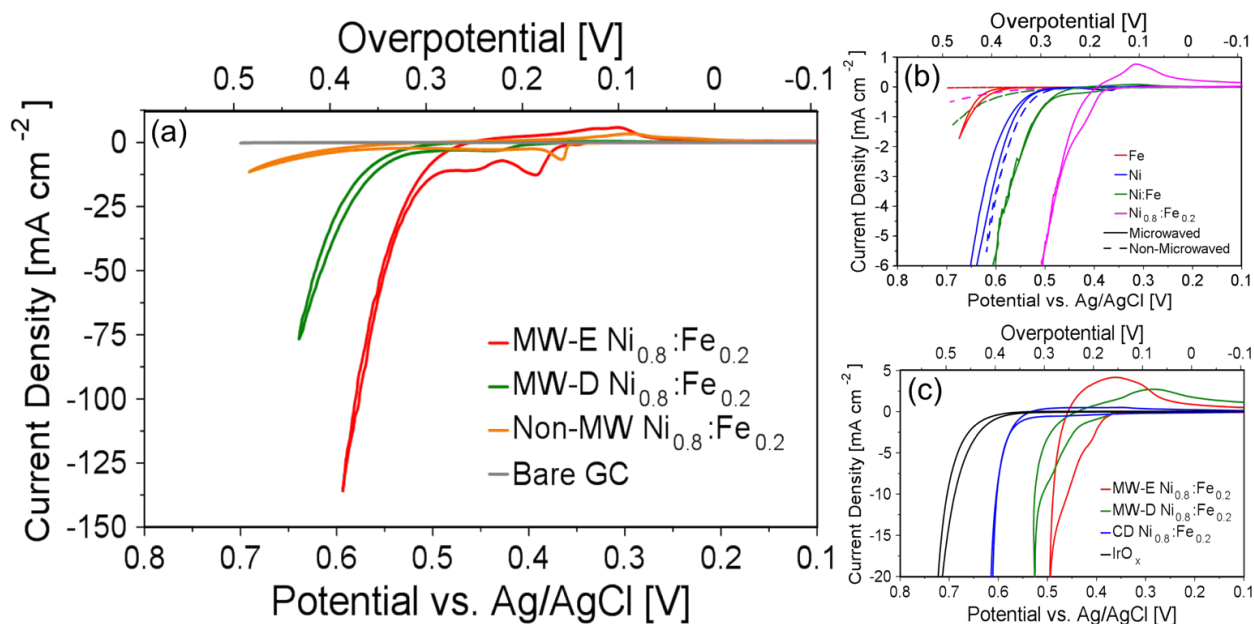 Overpotential [V]
0.5 0.4 0.3 0.2 0.1 0 -0.1
(a)
0
-25
-50
-75
-100
-125
-150
Current Density [mA cm⁻²]
MW-E Ni₀.₈:Fe₀.₂
MW-D Ni₀.₈:Fe₀.₂
Non-MW Ni₀.₈:Fe₀.₂
Bare GC
0.8 0.7 0.6 0.5 0.4 0.3 0.2 0.1
Potential vs. Ag/AgCl [V]
Overpotential [V]
0.5 0.4 0.3 0.2 0.1 0 -0.1
(b)
1
0
-1
-2
-3
-4
-5
-6
Current Density [mA cm⁻²]
Fe
Ni
Ni:Fe
Ni₀.₈:Fe₀.₂
Microwaved
Non-Microwaved
0.8 0.7 0.6 0.5 0.4 0.3 0.2 0.1
Potential vs. Ag/AgCl [V]
Overpotential [V]
0.5 0.4 0.3 0.2 0.1 0 -0.1
(c)
5
0
-5
-10
-15
-20
Current Density [mA cm⁻²]
MW-E Ni₀.₈:Fe₀.₂
MW-D Ni₀.₈:Fe₀.₂
CD Ni₀.₈:Fe₀.₂
IrOₓ
0.8 0.7 0.6 0.5 0.4 0.3 0.2 0.1
Potential vs. Ag/AgCl [V]